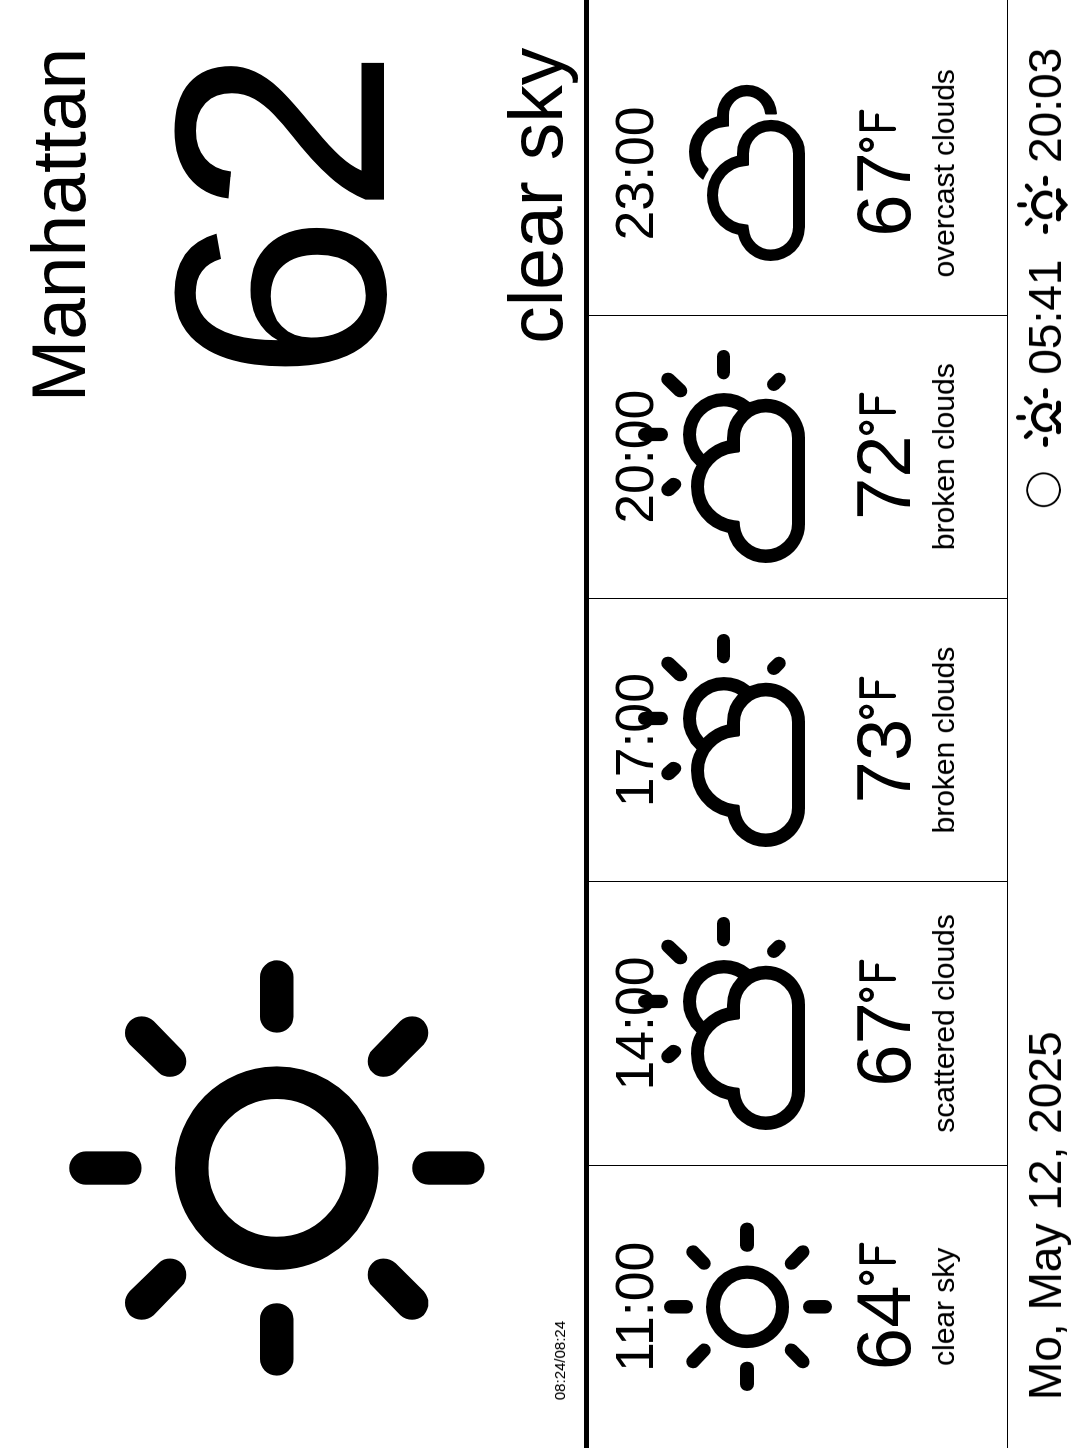 Manhattan
62
clear sky
08:24/08:24
11:00
64°F
clear sky
14:00
67°F
scattered clouds
17:00
73°F
broken clouds
20:00
72°F
broken clouds
23:00
67°F
overcast clouds
Mo, May 12, 2025
05:41
20:03